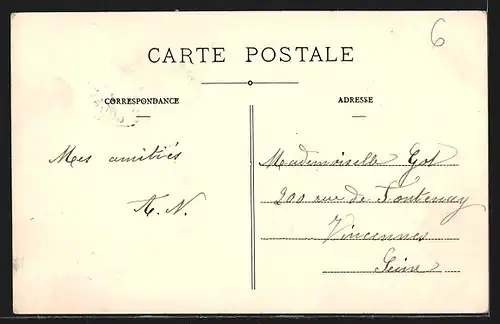 6
CARTE POSTALE
CORRESPONDANCE
ADRESSE
Mes amitiés
A. N.
Mademoiselle Got
200 rue de Fontenay
Vincennes
Seine